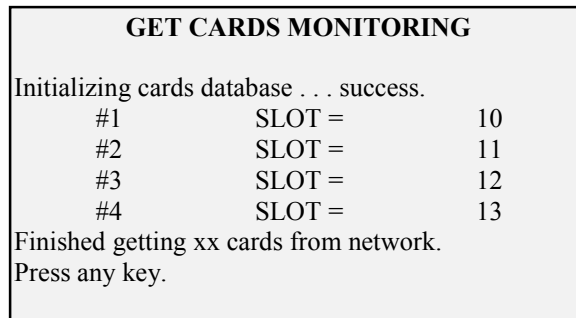 GET CARDS MONITORING
Initializing cards database . . . success.
#1 SLOT = 10
#2 SLOT = 11
#3 SLOT = 12
#4 SLOT = 13
Finished getting xx cards from network.
Press any key.